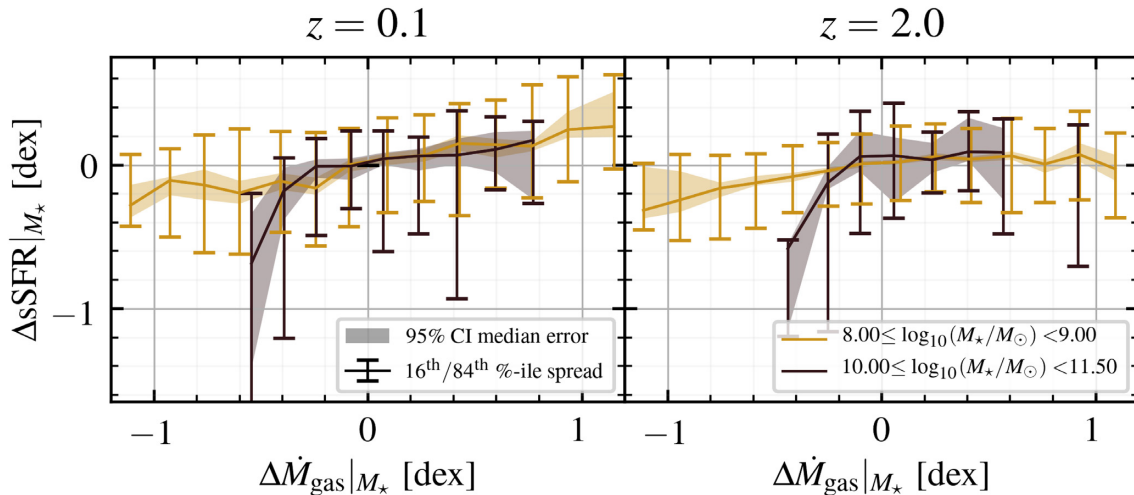 z = 0.1
z = 2.0
ΔsSFR|M⋆ [dex]
0
−1
95% CI median error
16th/84th %-ile spread
8.00≤ log10(M⋆/M⊙) <9.00
10.00≤ log10(M⋆/M⊙) <11.50
−1 0 1
−1 0 1
ΔṀgas|M⋆ [dex]
ΔṀgas|M⋆ [dex]